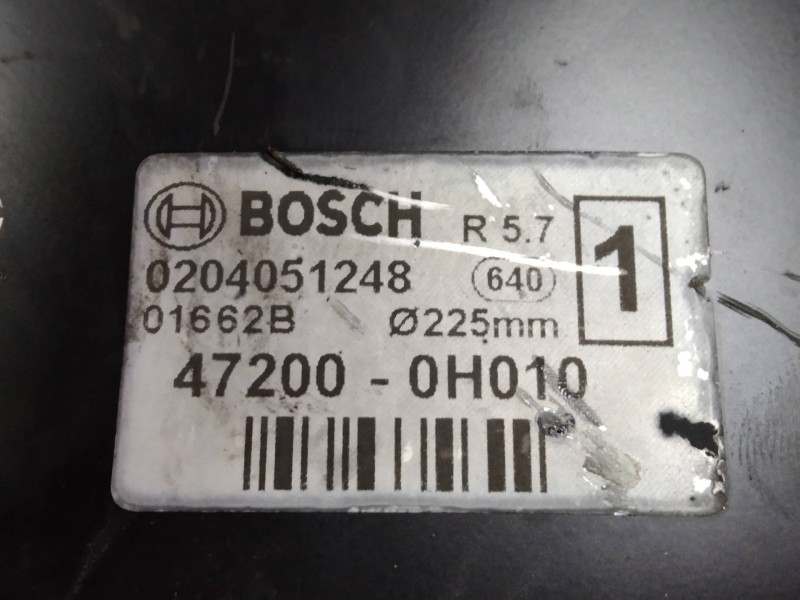 BOSCH R 5.7 1
0204051248 640
01662B Ø225mm
47200 - 0H010